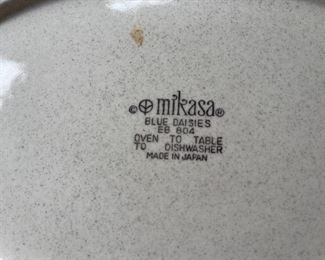 © mikasa®
BLUE DAISIES
EB 804
OVEN TO TABLE
TO DISHWASHER
MADE IN JAPAN